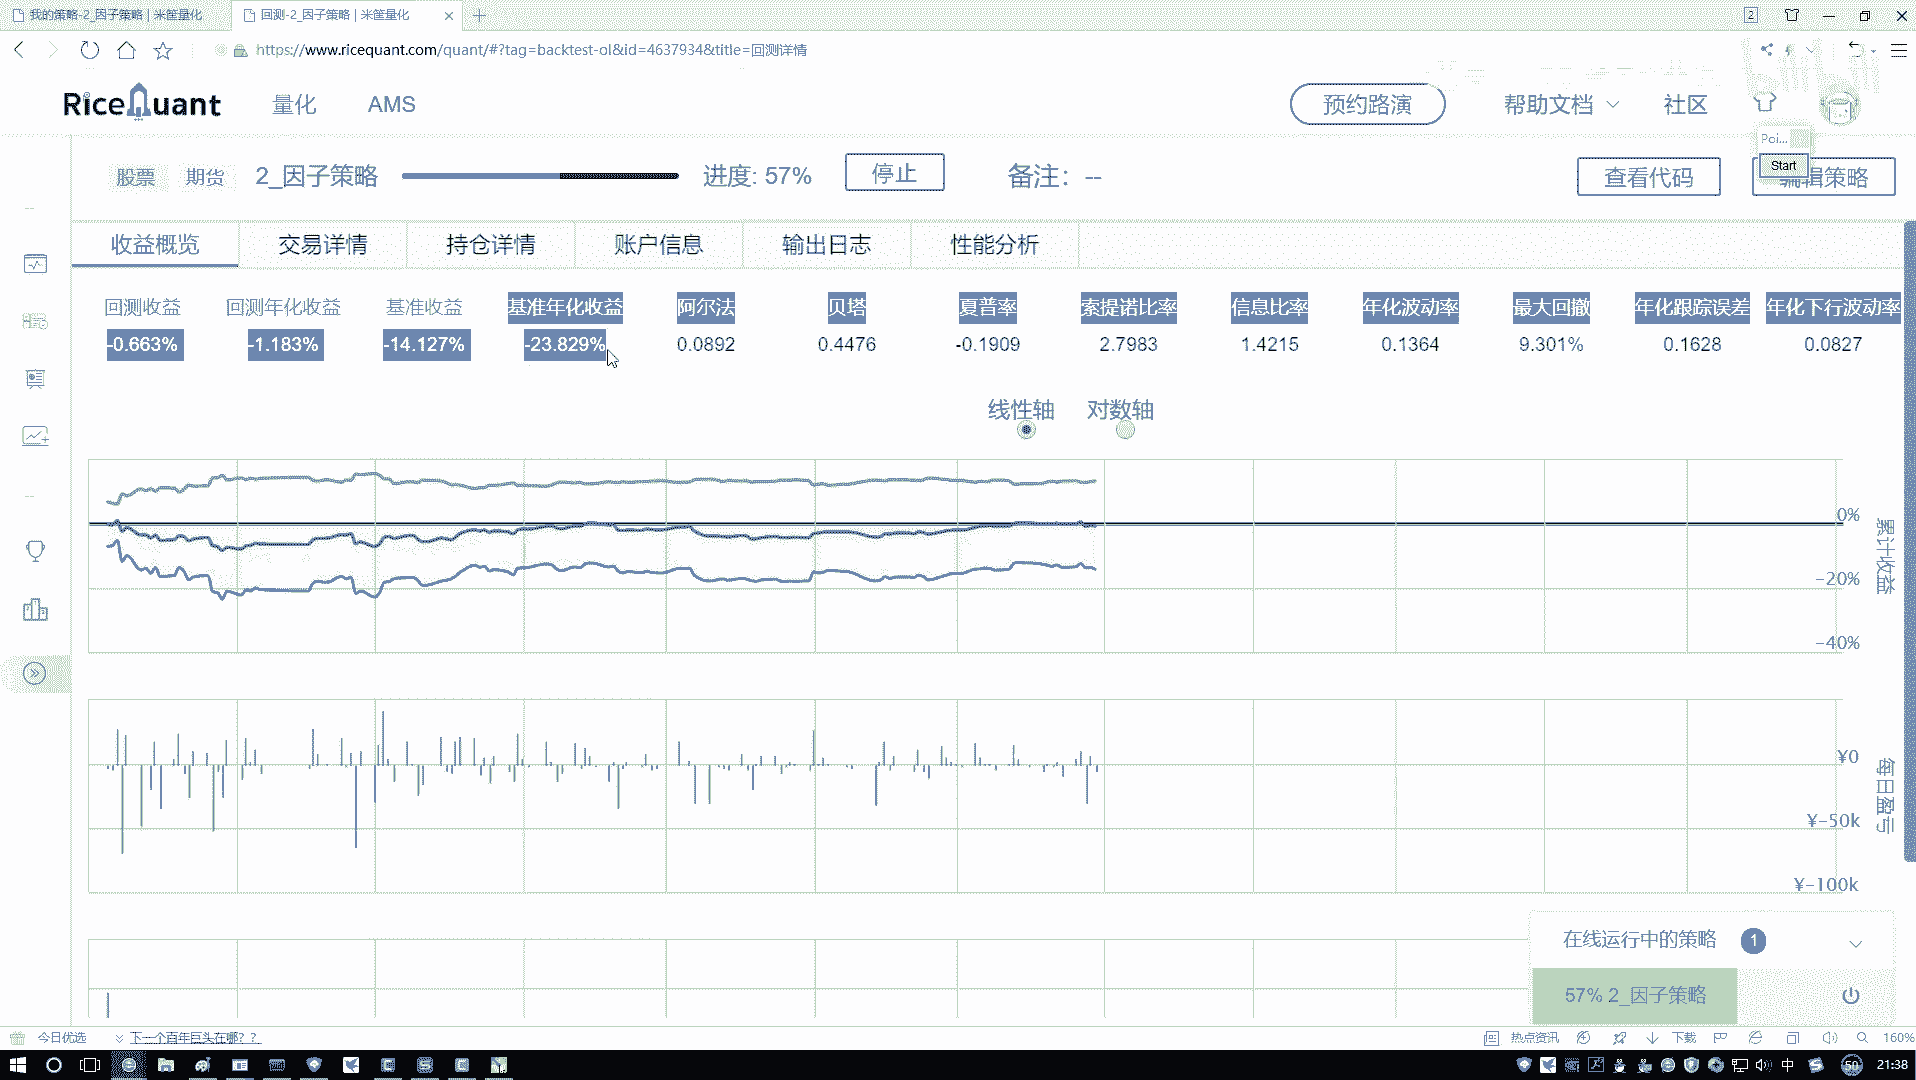 我的策略-2_因子策略 | 米筐量化
回测-2_因子策略 | 米筐量化
2
https://www.ricequant.com/quant/#?tag=backtest-ol&id=4637934&title=回测详情
RiceQuant 量化 AMS 预约路演 帮助文档 社区
Poi...
Start
股票 期货 2_因子策略 进度: 57% 停止 备注: -- 查看代码 编辑策略
收益概览 交易详情 持仓详情 账户信息 输出日志 性能分析
回测收益 回测年化收益 基准收益 基准年化收益 阿尔法 贝塔 夏普率 索提诺比率 信息比率 年化波动率 最大回撤 年化跟踪误差 年化下行波动率
-0.663% -1.183% -14.127% -23.829% 0.0892 0.4476 -0.1909 2.7983 1.4215 0.1364 9.301% 0.1628 0.0827
线性轴 对数轴
0%
-20%
-40%
累计收益
¥0
¥-50k
¥-100k
每日盈亏
在线运行中的策略 1
57% 2_因子策略
今日优选 下一个百年巨头在哪？？ 热点资讯 下载 160%
中 50 21:38